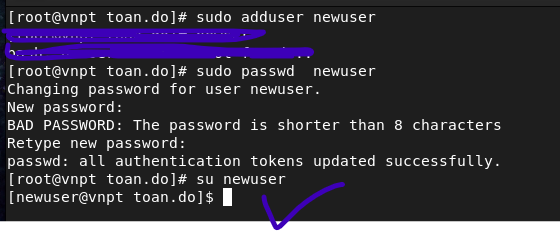 [root@vnpt toan.do]# sudo adduser newuser
[root@vnpt toan.do]# sudo passwd  newuser
Changing password for user newuser.
New password:
BAD PASSWORD: The password is shorter than 8 characters
Retype new password:
passwd: all authentication tokens updated successfully.
[root@vnpt toan.do]# su newuser
[newuser@vnpt toan.do]$